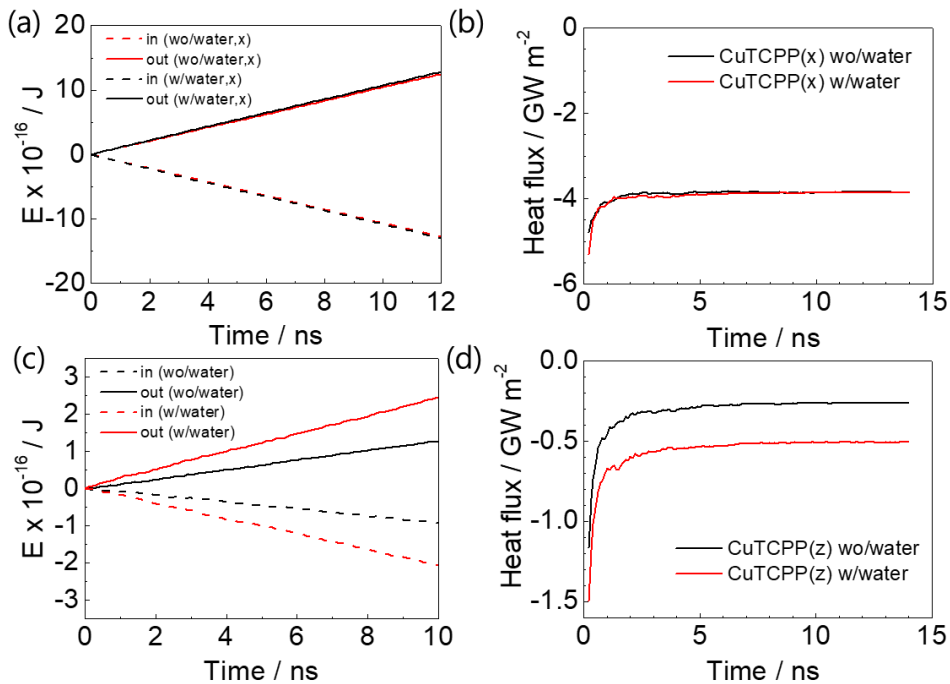 (a)
20
10
0
-10
-20
E x 10⁻¹⁶ / J
in (wo/water,x)
out (wo/water,x)
in (w/water,x)
out (w/water,x)
0 2 4 6 8 10 12
Time / ns
(b)
0
-2
-4
-6
Heat flux / GW m⁻²
CuTCPP(x) wo/water
CuTCPP(x) w/water
0 5 10 15
Time / ns
(c)
3
2
1
0
-1
-2
-3
E x 10⁻¹⁶ / J
in (wo/water)
out (wo/water)
in (w/water)
out (w/water)
0 2 4 6 8 10
Time / ns
(d)
0.0
-0.5
-1.0
-1.5
Heat flux / GW m⁻²
CuTCPP(z) wo/water
CuTCPP(z) w/water
0 5 10 15
Time / ns